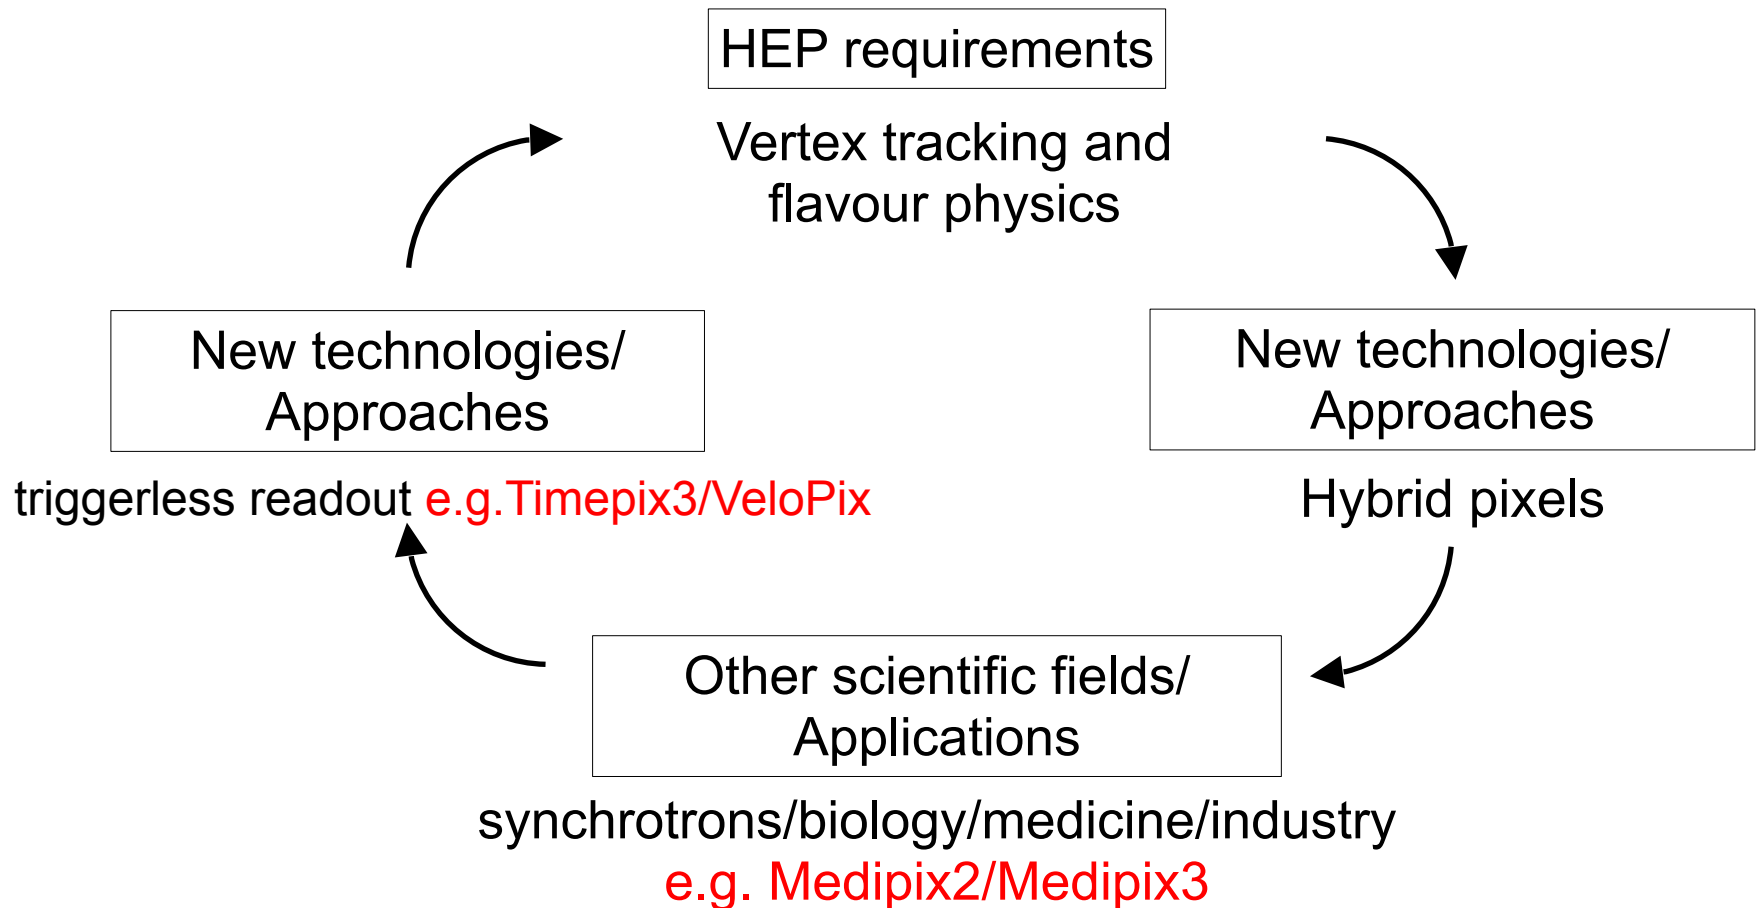 HEP requirements
Vertex tracking and
flavour physics
New technologies/
Approaches
triggerless readout e.g.Timepix3/VeloPix
New technologies/
Approaches
Hybrid pixels
Other scientific fields/
Applications
synchrotrons/biology/medicine/industry
e.g. Medipix2/Medipix3